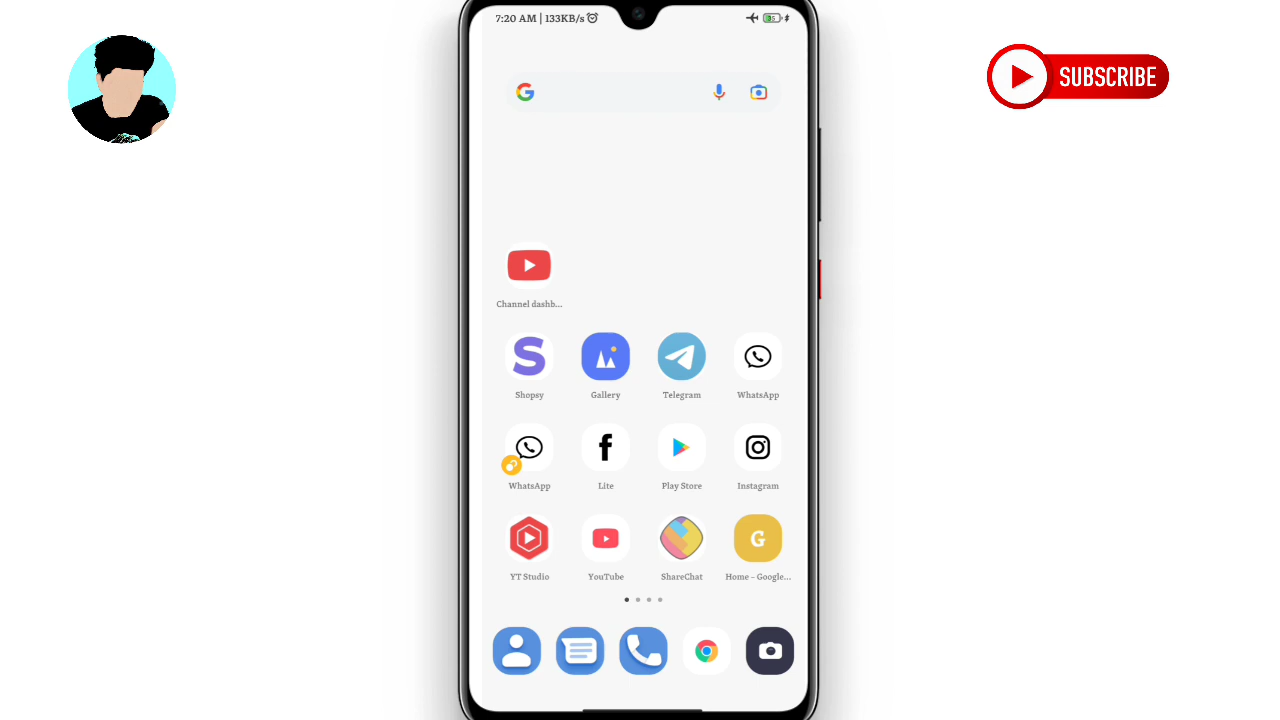 7:20 AM | 133KB/s
35
SUBSCRIBE
Channel dashb...
Shopsy
Gallery
Telegram
WhatsApp
WhatsApp
Lite
Play Store
Instagram
G
YT Studio
YouTube
ShareChat
Home – Google...